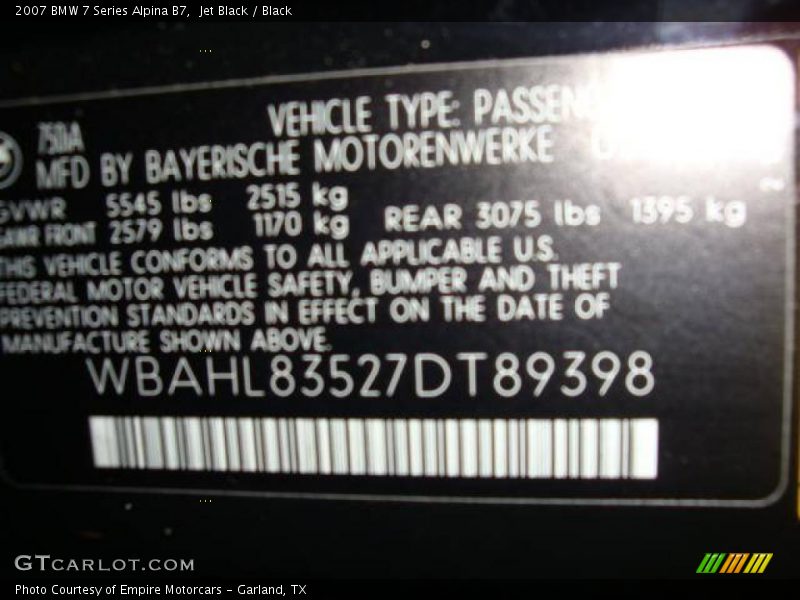 2007 BMW 7 Series Alpina B7,  Jet Black / Black
VEHICLE TYPE: PASSEN
750LiA
MFD BY BAYERISCHE MOTORENWERKE
GVWR 5545 lbs 2515 kg
GAWR FRONT 2579 lbs 1170 kg REAR 3075 lbs 1395 kg
THIS VEHICLE CONFORMS TO ALL APPLICABLE U.S.
FEDERAL MOTOR VEHICLE SAFETY, BUMPER AND THEFT
PREVENTION STANDARDS IN EFFECT ON THE DATE OF
MANUFACTURE SHOWN ABOVE.
WBAHL83527DT89398
GTCARLOT.COM
Photo Courtesy of Empire Motorcars - Garland, TX